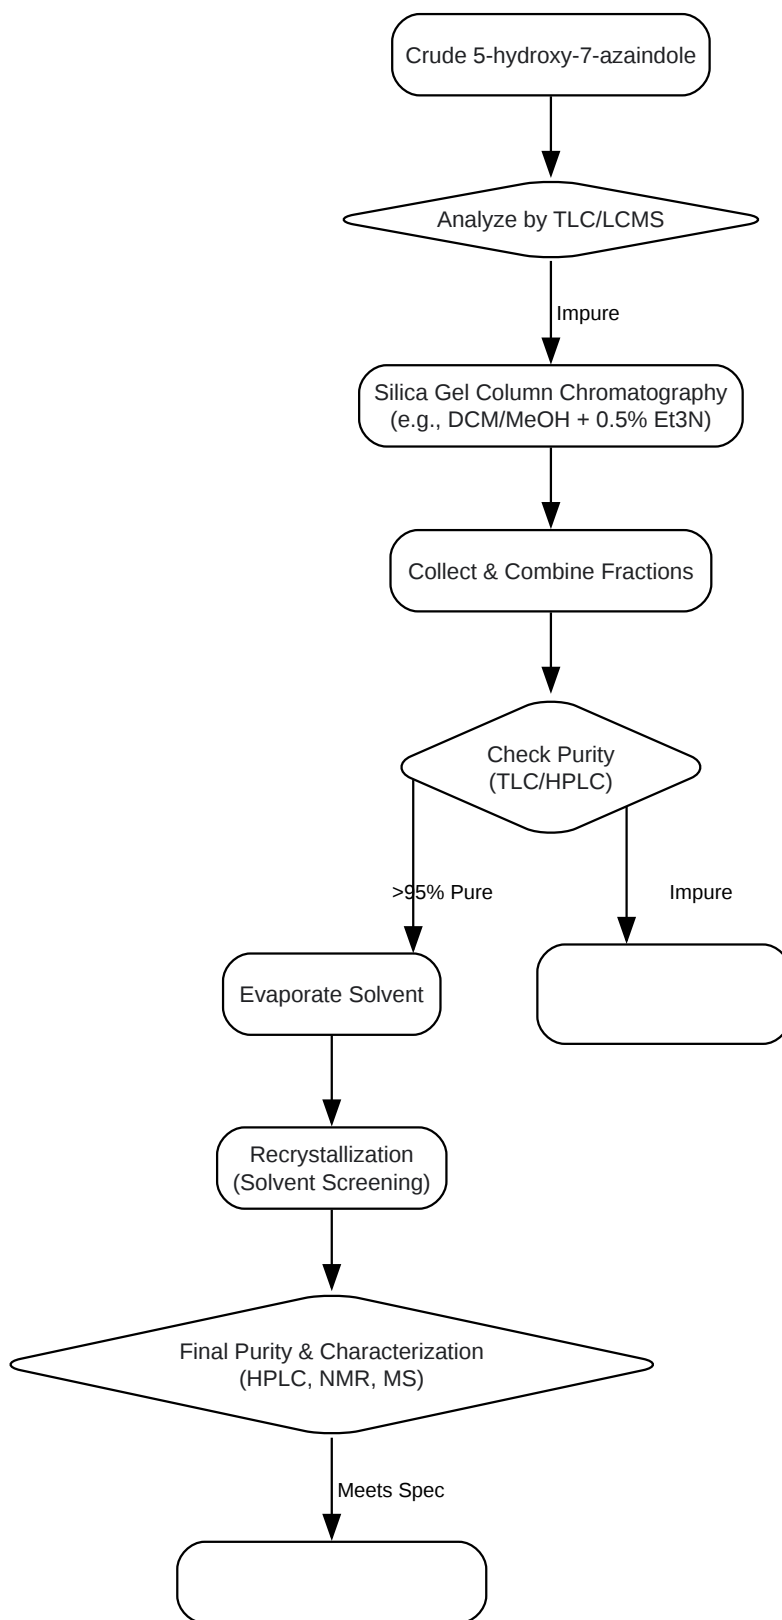 Crude 5-hydroxy-7-azaindole
Analyze by TLC/LCMS
Impure
Silica Gel Column Chromatography
(e.g., DCM/MeOH + 0.5% Et3N)
Collect & Combine Fractions
Check Purity
(TLC/HPLC)
>95% Pure
Impure
Evaporate Solvent
Recrystallization
(Solvent Screening)
Final Purity & Characterization
(HPLC, NMR, MS)
Meets Spec